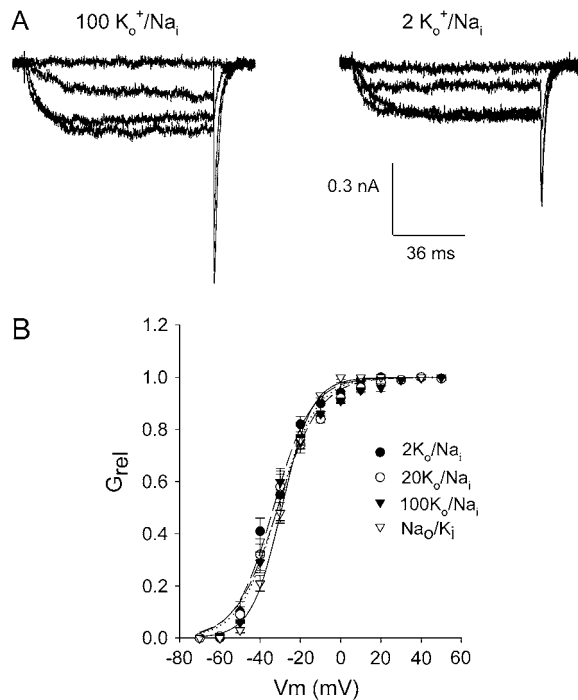 A
100 Ko+/Nai
2 Ko+/Nai
0.3 nA
36 ms
B
1.2
1.0
0.8
0.6
0.4
0.2
0.0
Grel
2Ko/Nai
20Ko/Nai
100Ko/Nai
NaO/Ki
-80 -60 -40 -20 0 20 40 60
Vm (mV)